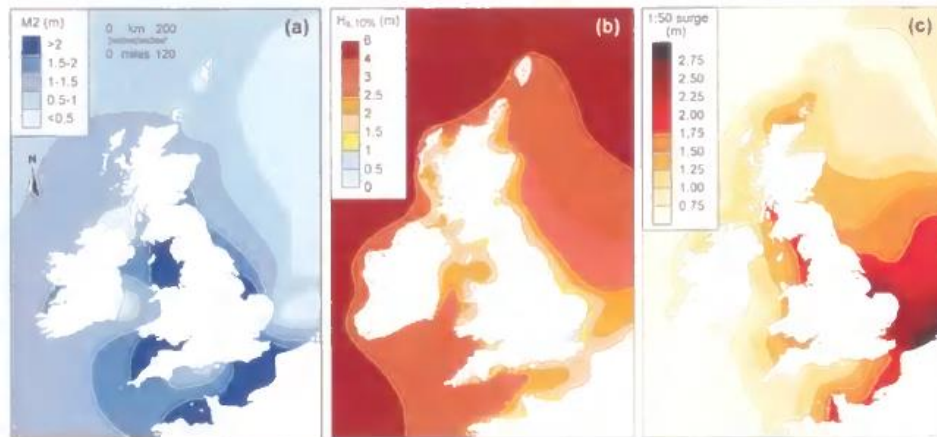 M2 (m)
>2
1.5-2
1-1.5
0.5-1
<0.5
0 km 200
0 miles 120
(a)
N
Hs, 10% (m)
6
4
3
2.5
2
1.5
1
0.5
0
(b)
1:50 surge
(m)
2.75
2.50
2.25
2.00
1.75
1.50
1.25
1.00
0.75
(c)